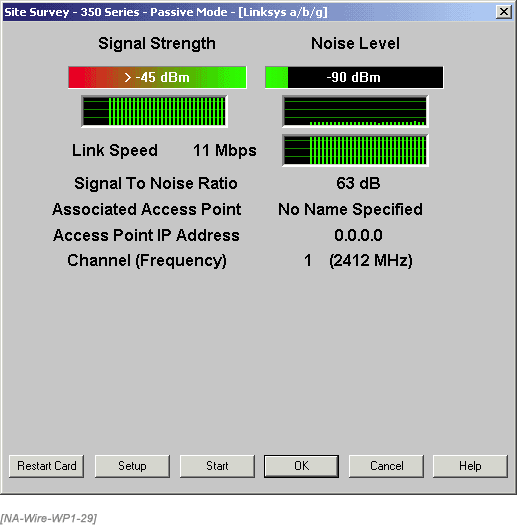 Site Survey - 350 Series - Passive Mode - [Linksys a/b/g]
Signal Strength Noise Level
> -45 dBm -90 dBm
Link Speed 11 Mbps
Signal To Noise Ratio 63 dB
Associated Access Point No Name Specified
Access Point IP Address 0.0.0.0
Channel (Frequency) 1 (2412 MHz)
Restart Card Setup Start OK Cancel Help
[NA-Wire-WP1-29]